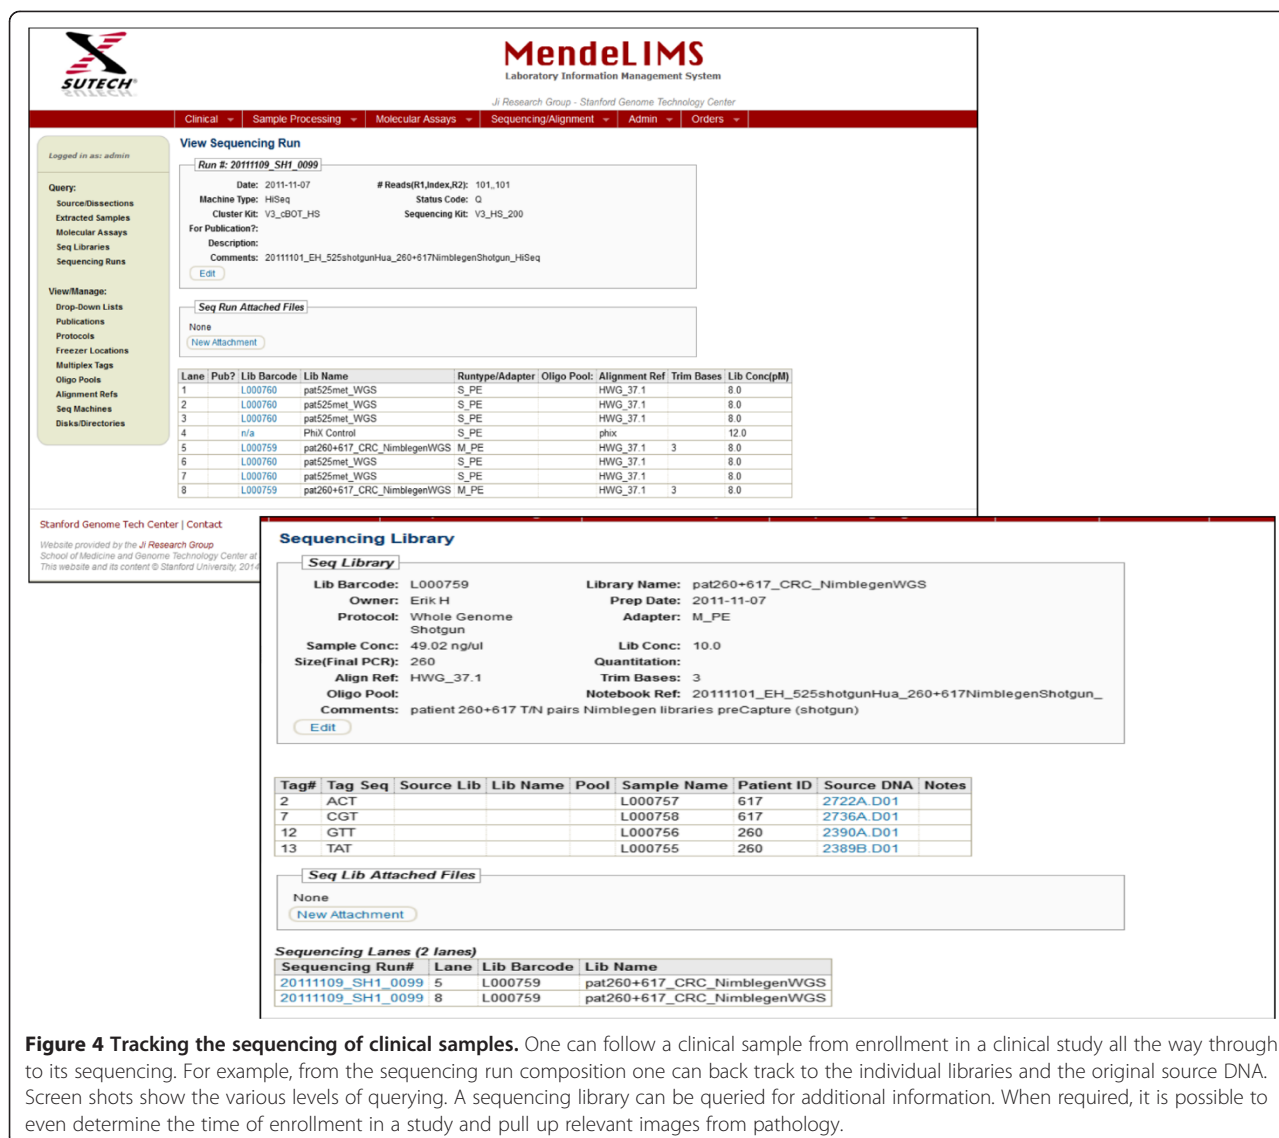 SUTECH
MendeLIMS
Laboratory Information Management System
Ji Research Group - Stanford Genome Technology Center
Clinical Sample Processing Molecular Assays Sequencing/Alignment Admin Orders
Logged in as: admin
Query:
Source/Dissections
Extracted Samples
Molecular Assays
Seq Libraries
Sequencing Runs
View/Manage:
Drop-Down Lists
Publications
Protocols
Freezer Locations
Multiplex Tags
Oligo Pools
Alignment Refs
Seq Machines
Disks/Directories
View Sequencing Run
Run #: 20111109_SH1_0099
Date: 2011-11-07 # Reads(R1,Index,R2): 101,,101
Machine Type: HiSeq Status Code: Q
Cluster Kit: V3_cBOT_HS Sequencing Kit: V3_HS_200
For Publication?:
Description:
Comments: 20111101_EH_525shotgunHua_260+617NimblegenShotgun_HiSeq
Edit
Seq Run Attached Files
None
New Attachment
Lane Pub? Lib Barcode Lib Name Runtype/Adapter Oligo Pool: Alignment Ref Trim Bases Lib Conc(pM)
1 L000760 pat525met_WGS S_PE HWG_37.1 8.0
2 L000760 pat525met_WGS S_PE HWG_37.1 8.0
3 L000760 pat525met_WGS S_PE HWG_37.1 8.0
4 n/a PhiX Control S_PE phix 12.0
5 L000759 pat260+617_CRC_NimblegenWGS M_PE HWG_37.1 3 8.0
6 L000760 pat525met_WGS S_PE HWG_37.1 8.0
7 L000760 pat525met_WGS S_PE HWG_37.1 8.0
8 L000759 pat260+617_CRC_NimblegenWGS M_PE HWG_37.1 3 8.0
Stanford Genome Tech Center | Contact
Website provided by the Ji Research Group
School of Medicine and Genome Technology Center at
This website and its content © Stanford University, 2014
Sequencing Library
Seq Library
Lib Barcode: L000759 Library Name: pat260+617_CRC_NimblegenWGS
Owner: Erik H Prep Date: 2011-11-07
Protocol: Whole Genome Adapter: M_PE
Shotgun
Sample Conc: 49.02 ng/ul Lib Conc: 10.0
Size(Final PCR): 260 Quantitation:
Align Ref: HWG_37.1 Trim Bases: 3
Oligo Pool: Notebook Ref: 20111101_EH_525shotgunHua_260+617NimblegenShotgun_
Comments: patient 260+617 T/N pairs Nimblegen libraries preCapture (shotgun)
Edit
Tag# Tag Seq Source Lib Lib Name Pool Sample Name Patient ID Source DNA Notes
2 ACT L000757 617 2722A.D01
7 CGT L000758 617 2736A.D01
12 GTT L000756 260 2390A.D01
13 TAT L000755 260 2389B.D01
Seq Lib Attached Files
None
New Attachment
Sequencing Lanes (2 lanes)
Sequencing Run# Lane Lib Barcode Lib Name
20111109_SH1_0099 5 L000759 pat260+617_CRC_NimblegenWGS
20111109_SH1_0099 8 L000759 pat260+617_CRC_NimblegenWGS
Figure 4 Tracking the sequencing of clinical samples. One can follow a clinical sample from enrollment in a clinical study all the way through
to its sequencing. For example, from the sequencing run composition one can back track to the individual libraries and the original source DNA.
Screen shots show the various levels of querying. A sequencing library can be queried for additional information. When required, it is possible to
even determine the time of enrollment in a study and pull up relevant images from pathology.